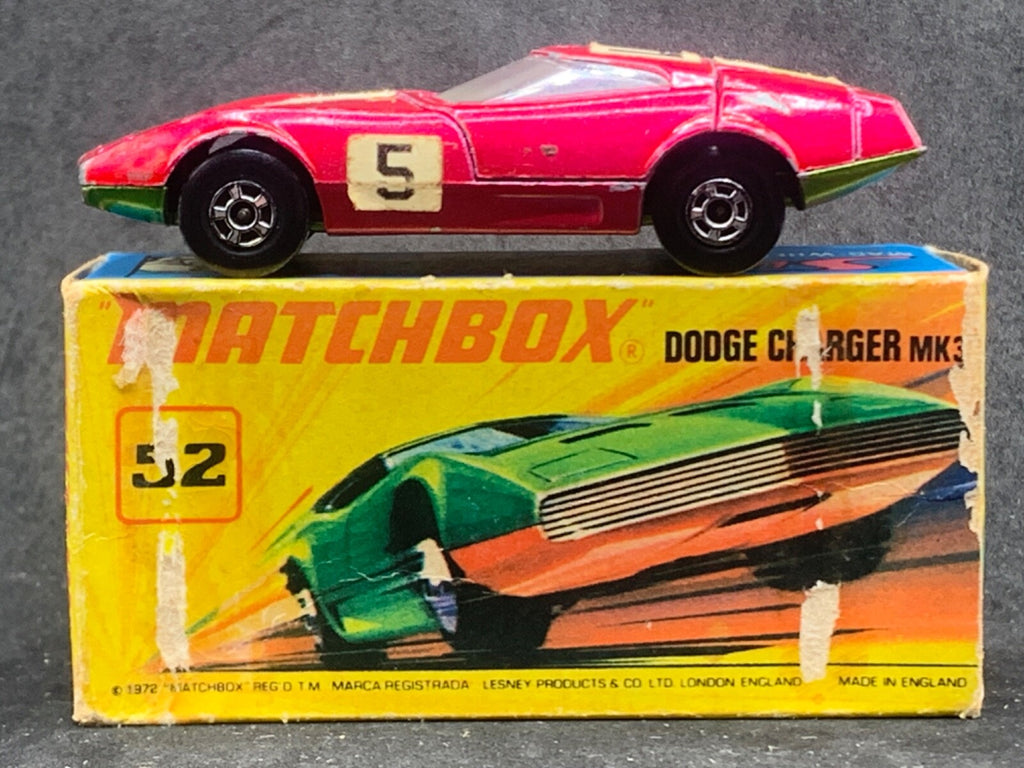 5
"MATCHBOX"®
DODGE CHARGER MK3
52
© 1972 "MATCHBOX" REG'D T.M. MARCA REGISTRADA LESNEY PRODUCTS & CO. LTD. LONDON ENGLAND MADE IN ENGLAND